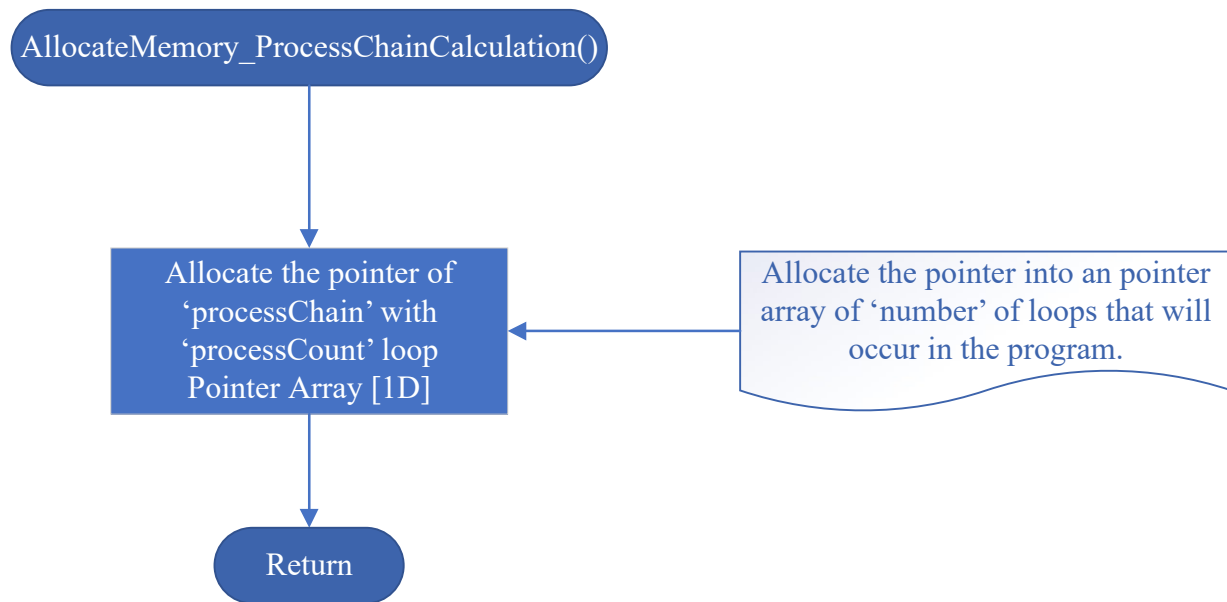 AllocateMemory_ProcessChainCalculation()
Allocate the pointer of
‘processChain’ with
‘processCount’ loop
Pointer Array [1D]
Allocate the pointer into an pointer
array of ‘number’ of loops that will
occur in the program.
Return